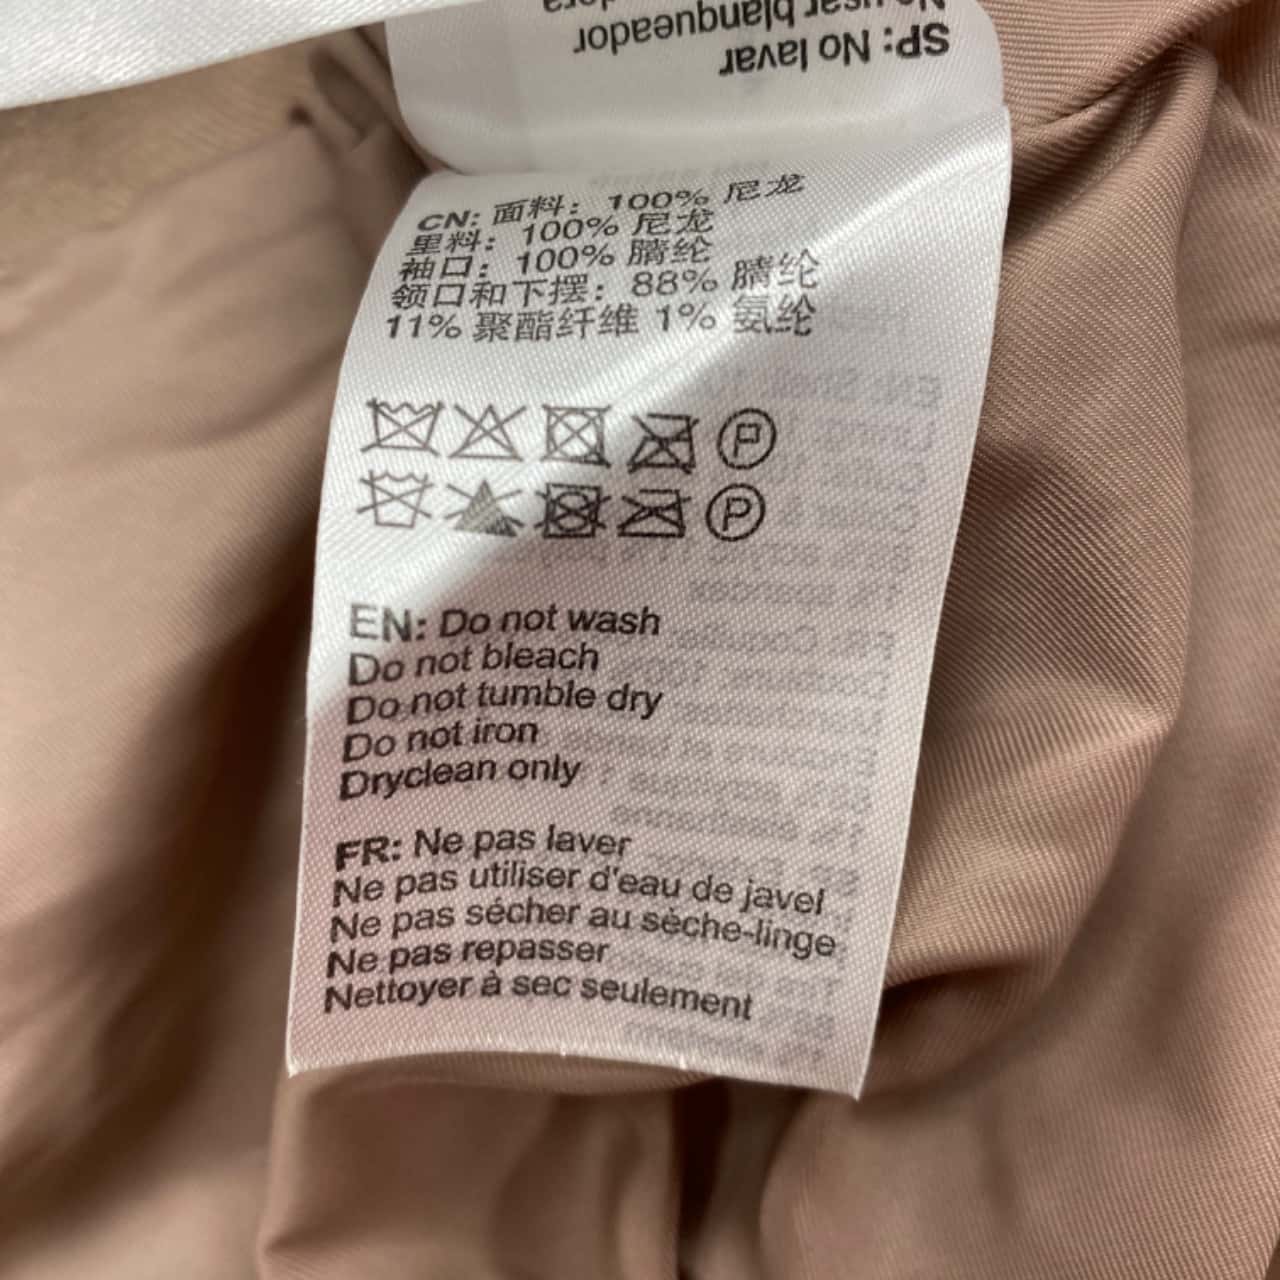 SP: No lavar
No usar blanqueador
CN: 面料：100% 尼龙
里料：100% 尼龙
袖口：100% 腈纶
领口和下摆：88% 腈纶
11% 聚酯纤维 1% 氨纶
P
P
EN: Do not wash
Do not bleach
Do not tumble dry
Do not iron
Dryclean only
FR: Ne pas laver
Ne pas utiliser d'eau de javel
Ne pas sécher au sèche-linge
Ne pas repasser
Nettoyer à sec seulement